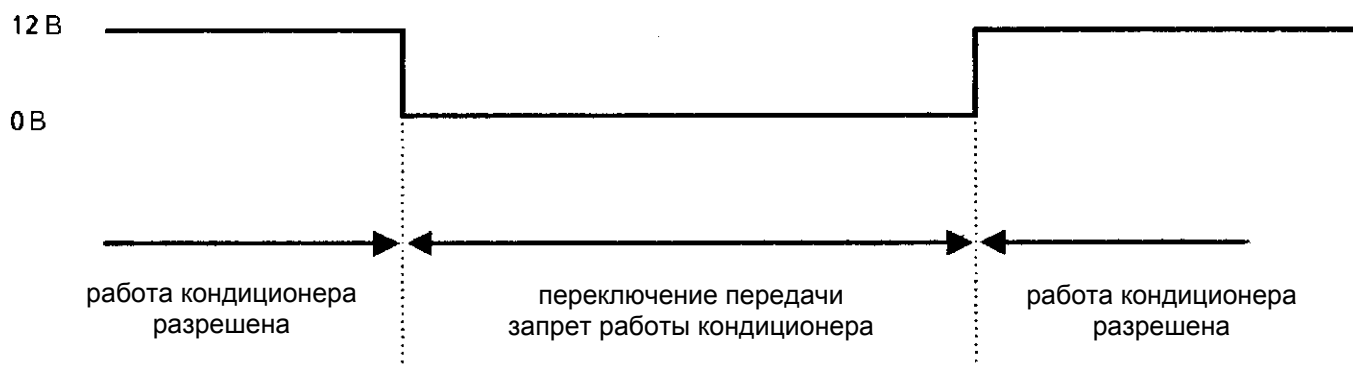 12 В
0 В
работа кондиционера
разрешена
переключение передачи
запрет работы кондиционера
работа кондиционера
разрешена